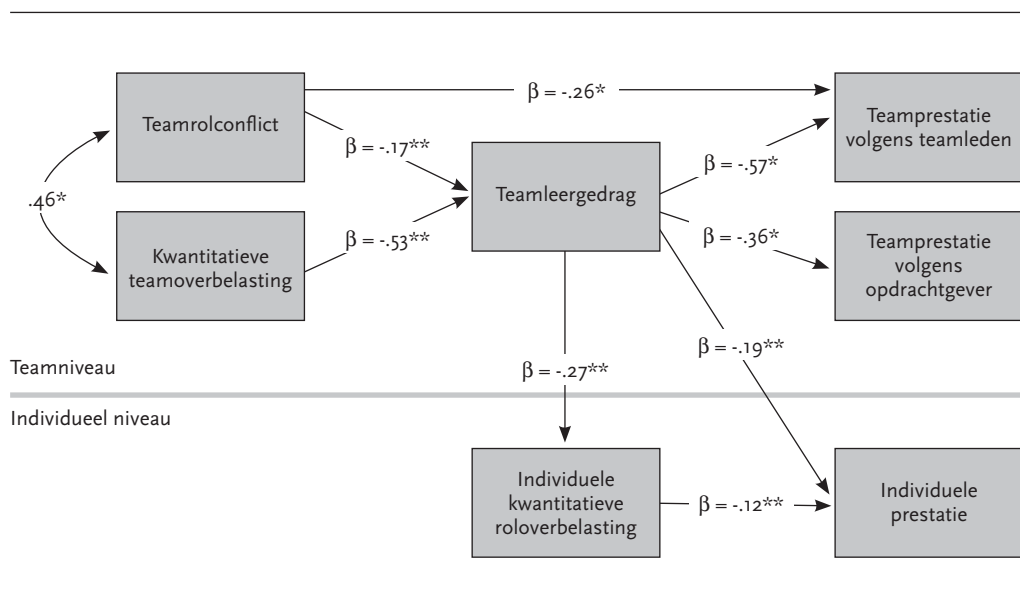 Teamrolconflict
β = -.26*
Teamprestatie
volgens teamleden
β = -.17**
Teamleergedrag
β = -.57*
.46*
Kwantitatieve
teamoverbelasting
β = -.53**
β = -.36*
Teamprestatie
volgens
opdrachtgever
β = -.19**
Teamniveau
β = -.27**
Individueel niveau
Individuele
kwantitatieve
roloverbelasting
β = -.12**
Individuele
prestatie